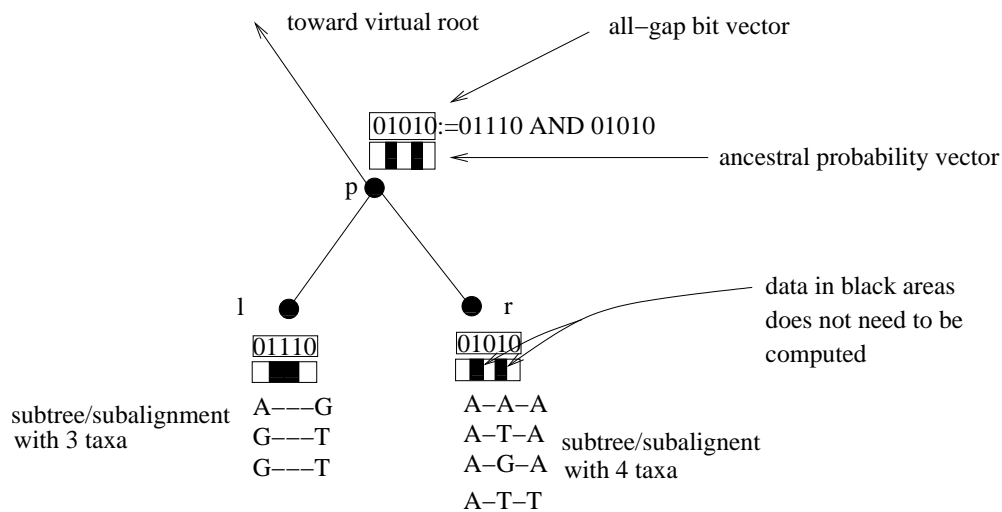 toward virtual root
all−gap bit vector
01010:=01110 AND 01010
ancestral probability vector
p
l
r
data in black areas
does not need to be
computed
01110
01010
subtree/subalignment
with 3 taxa
A−−−G
G−−−T
G−−−T
A−A−A
A−T−A
A−G−A
A−T−T
subtree/subalignent
with 4 taxa